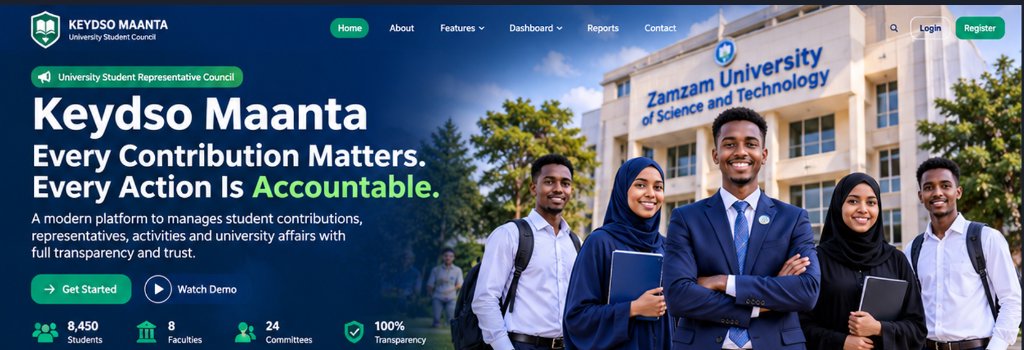 KEYDSO MAANTA
University Student Council
Home
About
Features
Dashboard
Reports
Contact
Login
Register
University Student Representative Council
Keydso Maanta
Every Contribution Matters.
Every Action Is Accountable.
A modern platform to manages student contributions,
representatives, activities and university affairs with
full transparency and trust.
Get Started
Watch Demo
8,450
Students
8
Faculties
24
Committees
100%
Transparency
Zamzam University
of Science and Technology